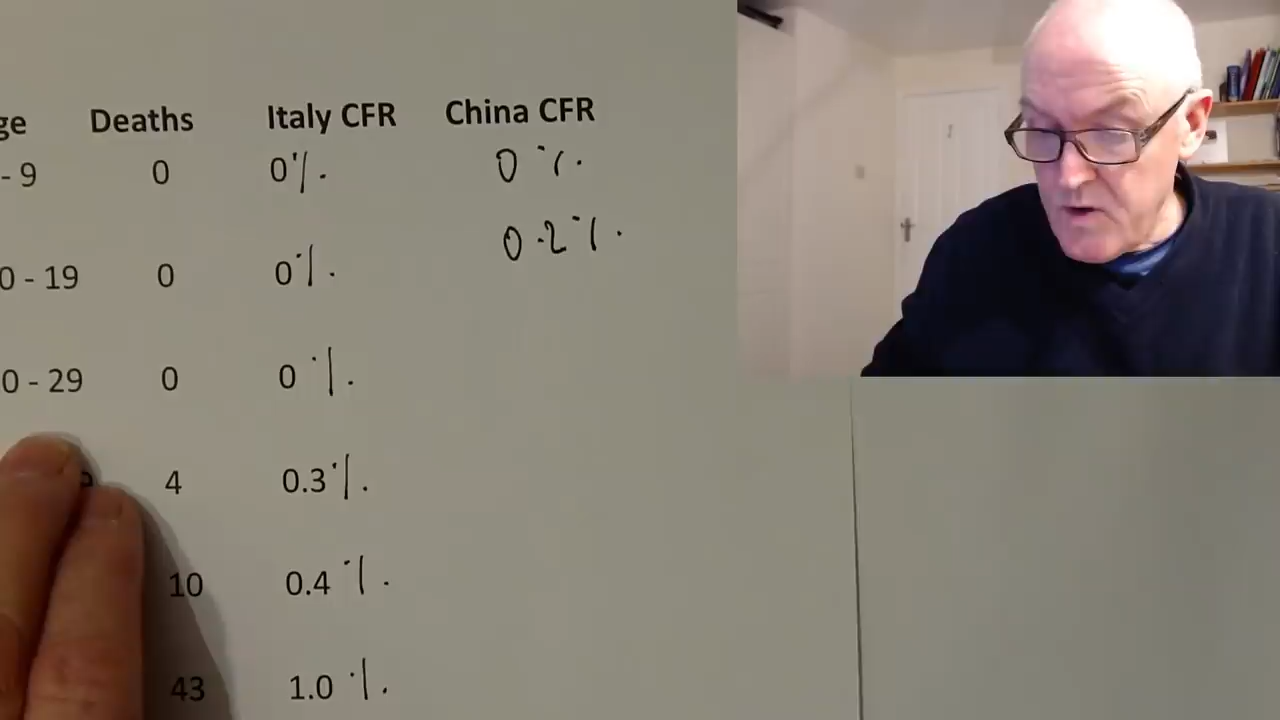 ge Deaths Italy CFR China CFR
- 9 0 0%. 0 %.
0 - 19 0 0%. 0.2%.
0 - 29 0 0 %.
4 0.3%.
10 0.4 %.
43 1.0 %.